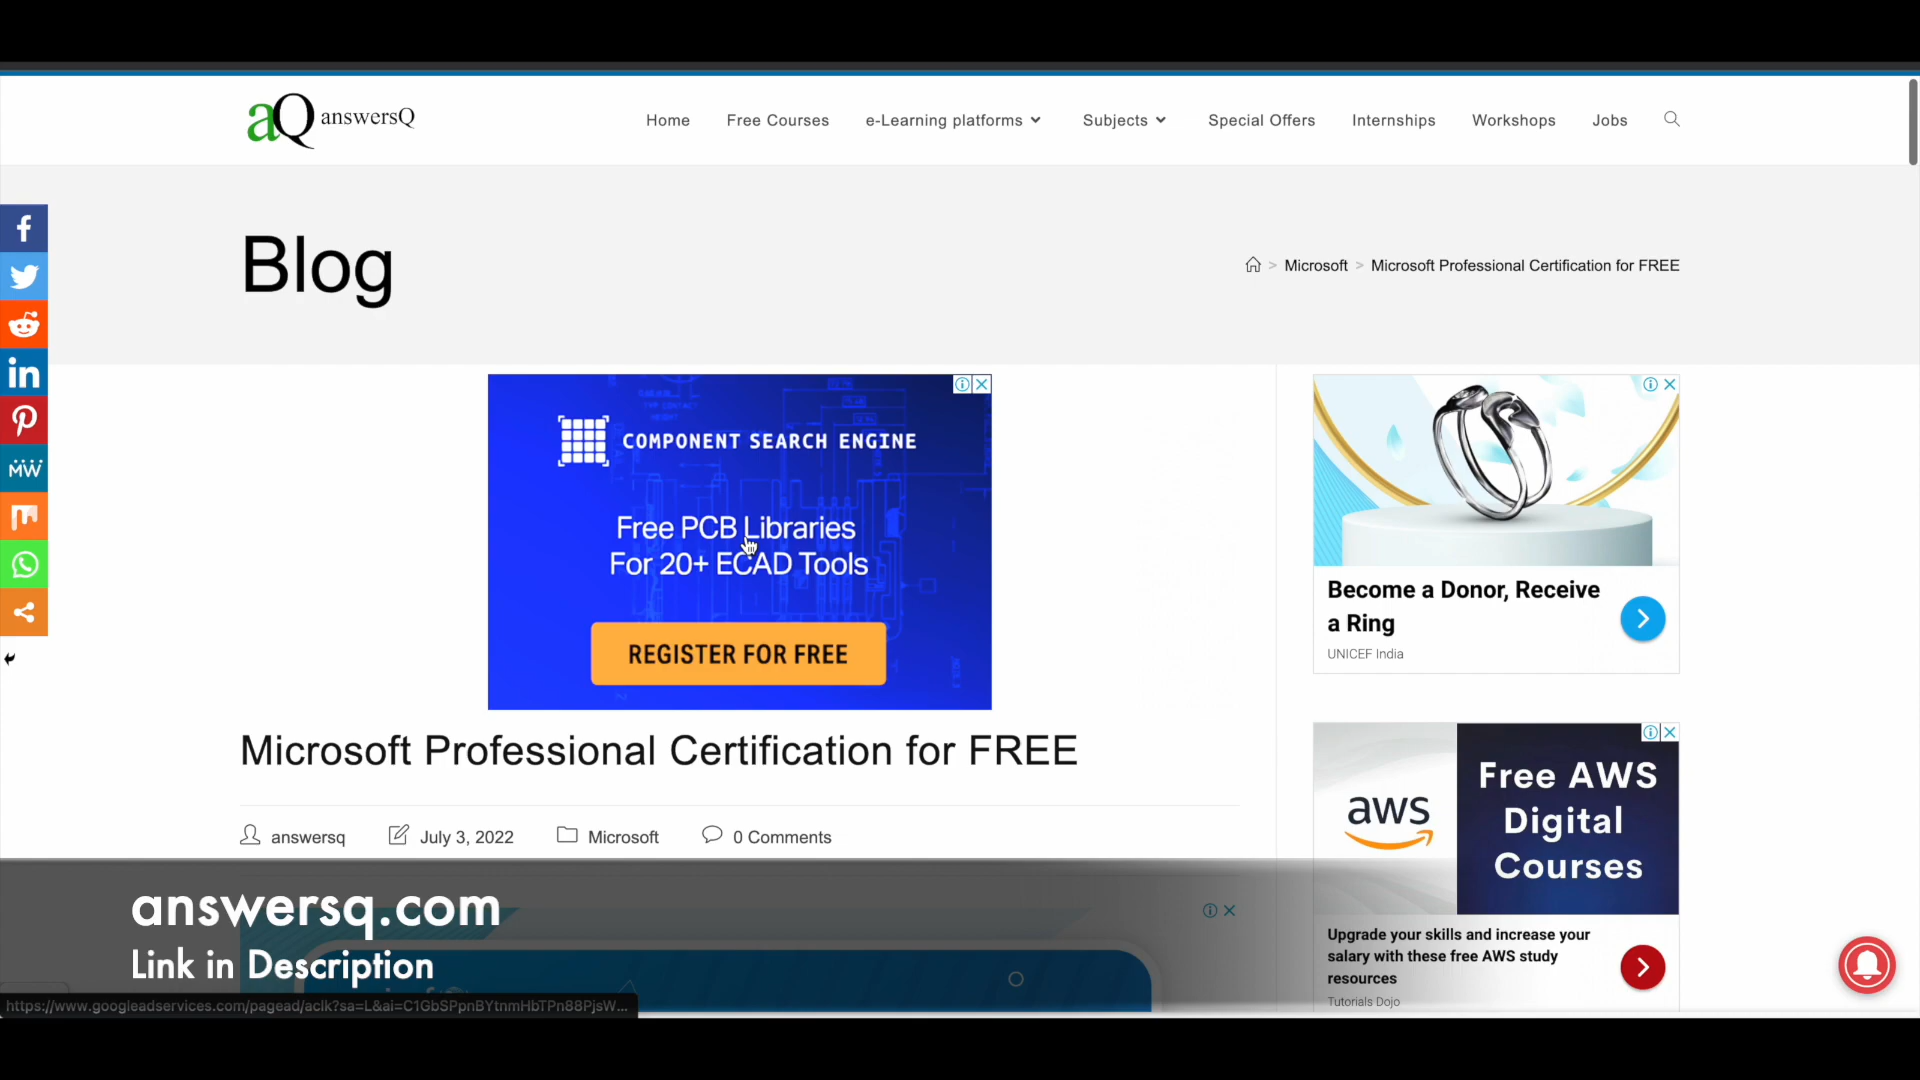 aQ answersQ
Home Free Courses e-Learning platforms Subjects Special Offers Internships Workshops Jobs
Blog
> Microsoft > Microsoft Professional Certification for FREE
COMPONENT SEARCH ENGINE
Free PCB Libraries
For 20+ ECAD Tools
REGISTER FOR FREE
Become a Donor, Receive
a Ring
UNICEF India
Microsoft Professional Certification for FREE
answersq July 3, 2022 Microsoft 0 Comments
aws
Free AWS
Digital
Courses
Upgrade your skills and increase your
salary with these free AWS study
resources
Tutorials Dojo
answersq.com
Link in Description
https://www.googleadservices.com/pagead/aclk?sa=L&ai=C1GbSPpnBYtnmHbTPn88PjsW...